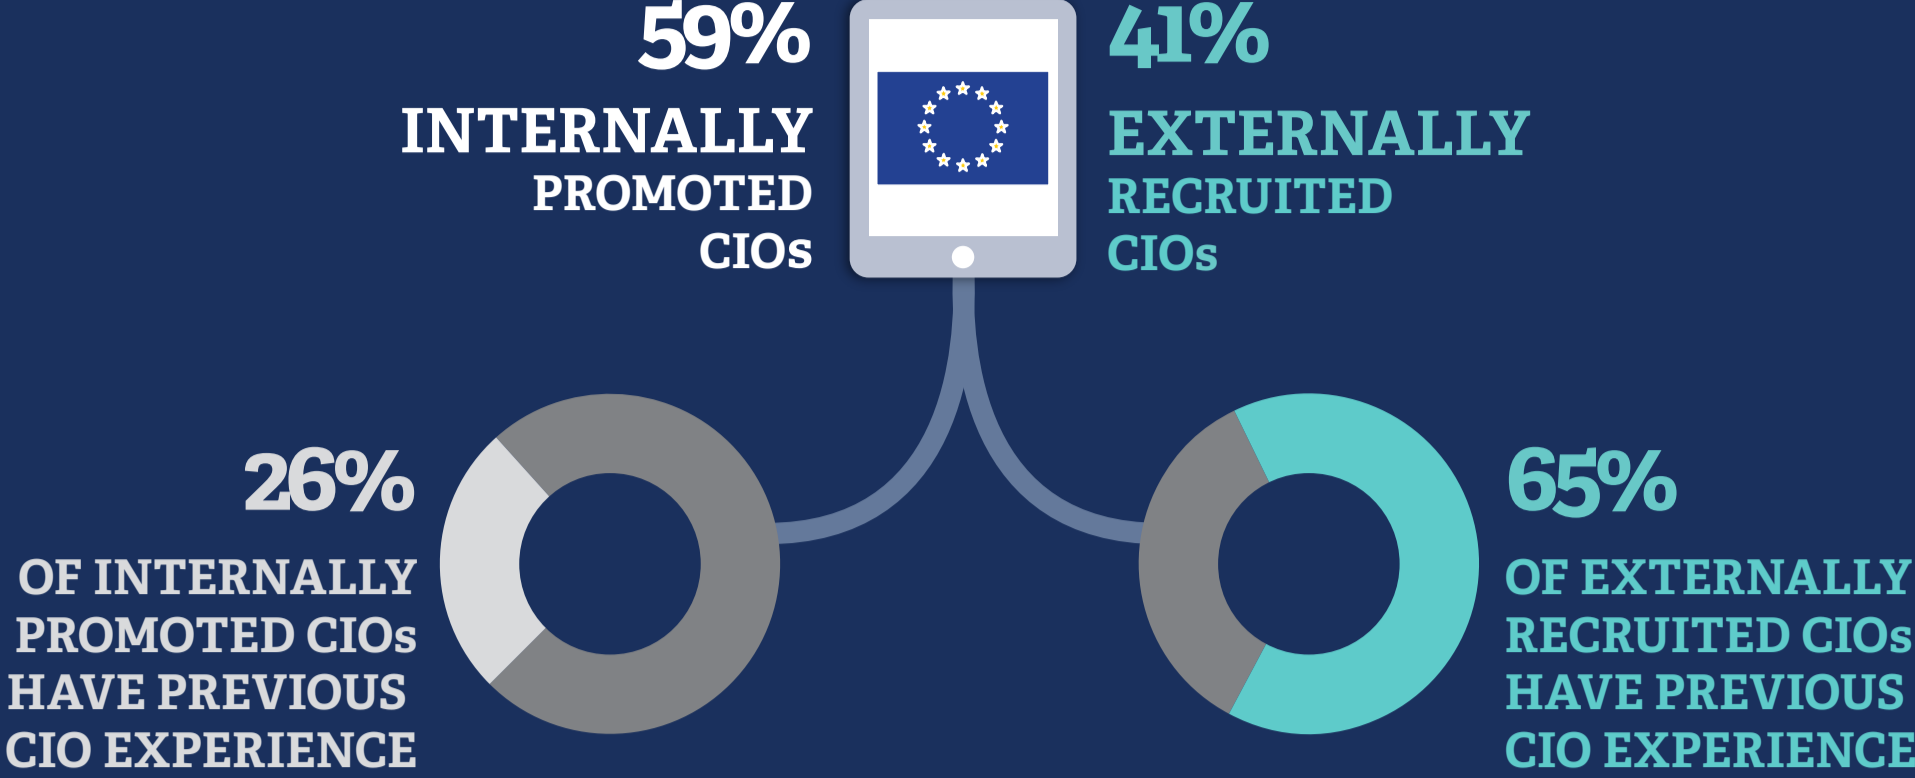 59%
INTERNALLY
PROMOTED
CIOs
41%
EXTERNALLY
RECRUITED
CIOs
26%
OF INTERNALLY
PROMOTED CIOs
HAVE PREVIOUS
CIO EXPERIENCE
65%
OF EXTERNALLY
RECRUITED CIOs
HAVE PREVIOUS
CIO EXPERIENCE